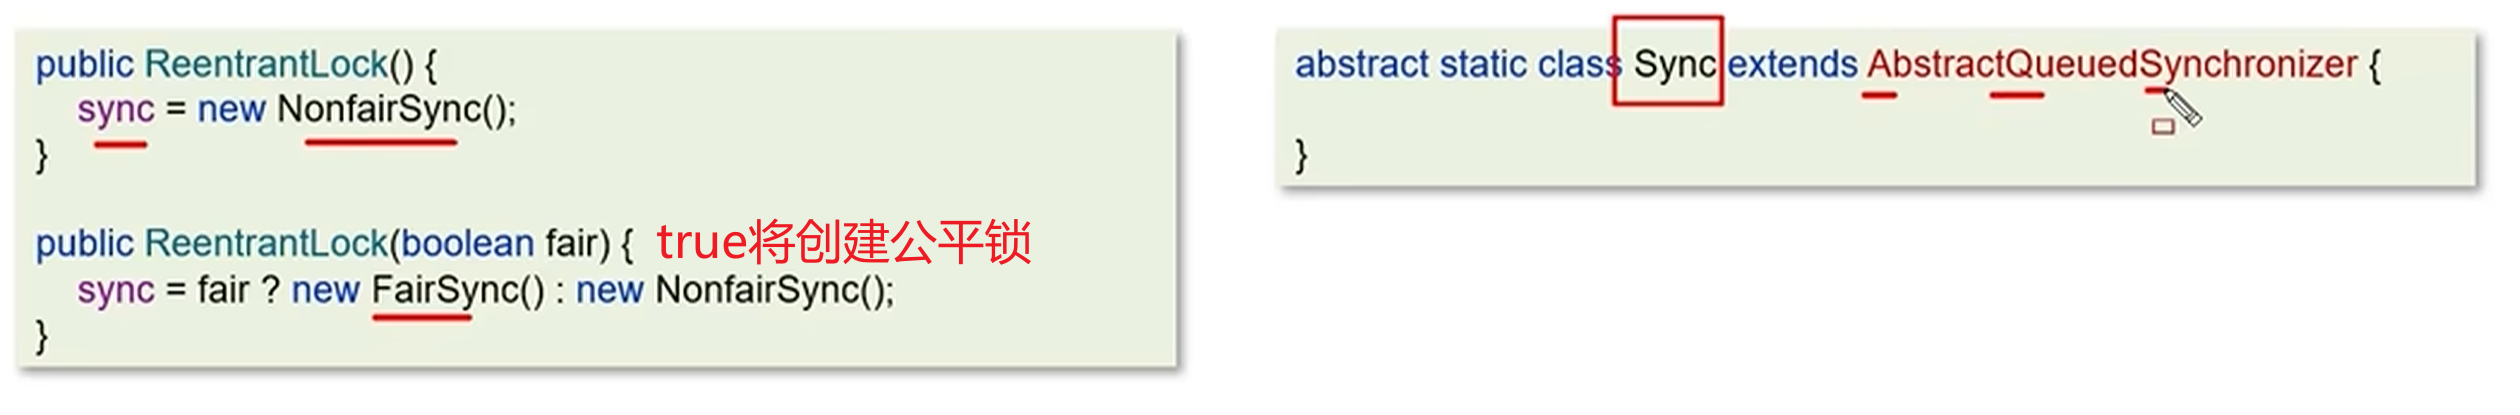 public ReentrantLock() {
sync = new NonfairSync();
}
public ReentrantLock(boolean fair) { true将创建公平锁
sync = fair ? new FairSync() : new NonfairSync();
}
abstract static class Sync extends AbstractQueuedSynchronizer {
}